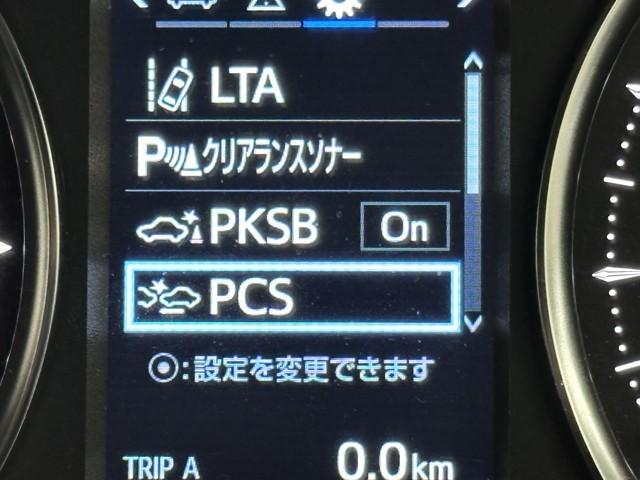 LTA
Pクリアランスソナー
PKSB On
PCS
⦿:設定を変更できます
TRIP A 0.0km